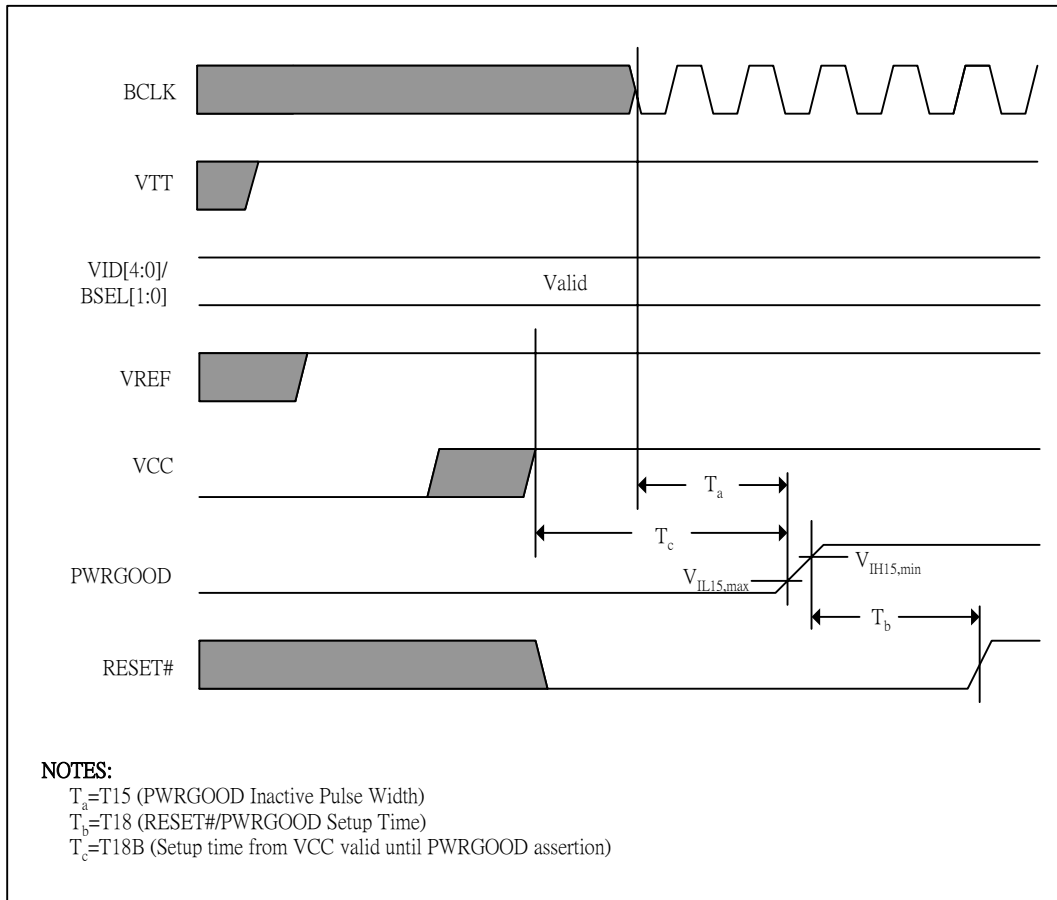 BCLK
VTT
VID[4:0]/
BSEL[1:0]
Valid
VREF
VCC
Ta
Tc
PWRGOOD
VIL15,max
VIH15,min
Tb
RESET#
NOTES:
Ta=T15 (PWRGOOD Inactive Pulse Width)
Tb=T18 (RESET#/PWRGOOD Setup Time)
Tc=T18B (Setup time from VCC valid until PWRGOOD assertion)